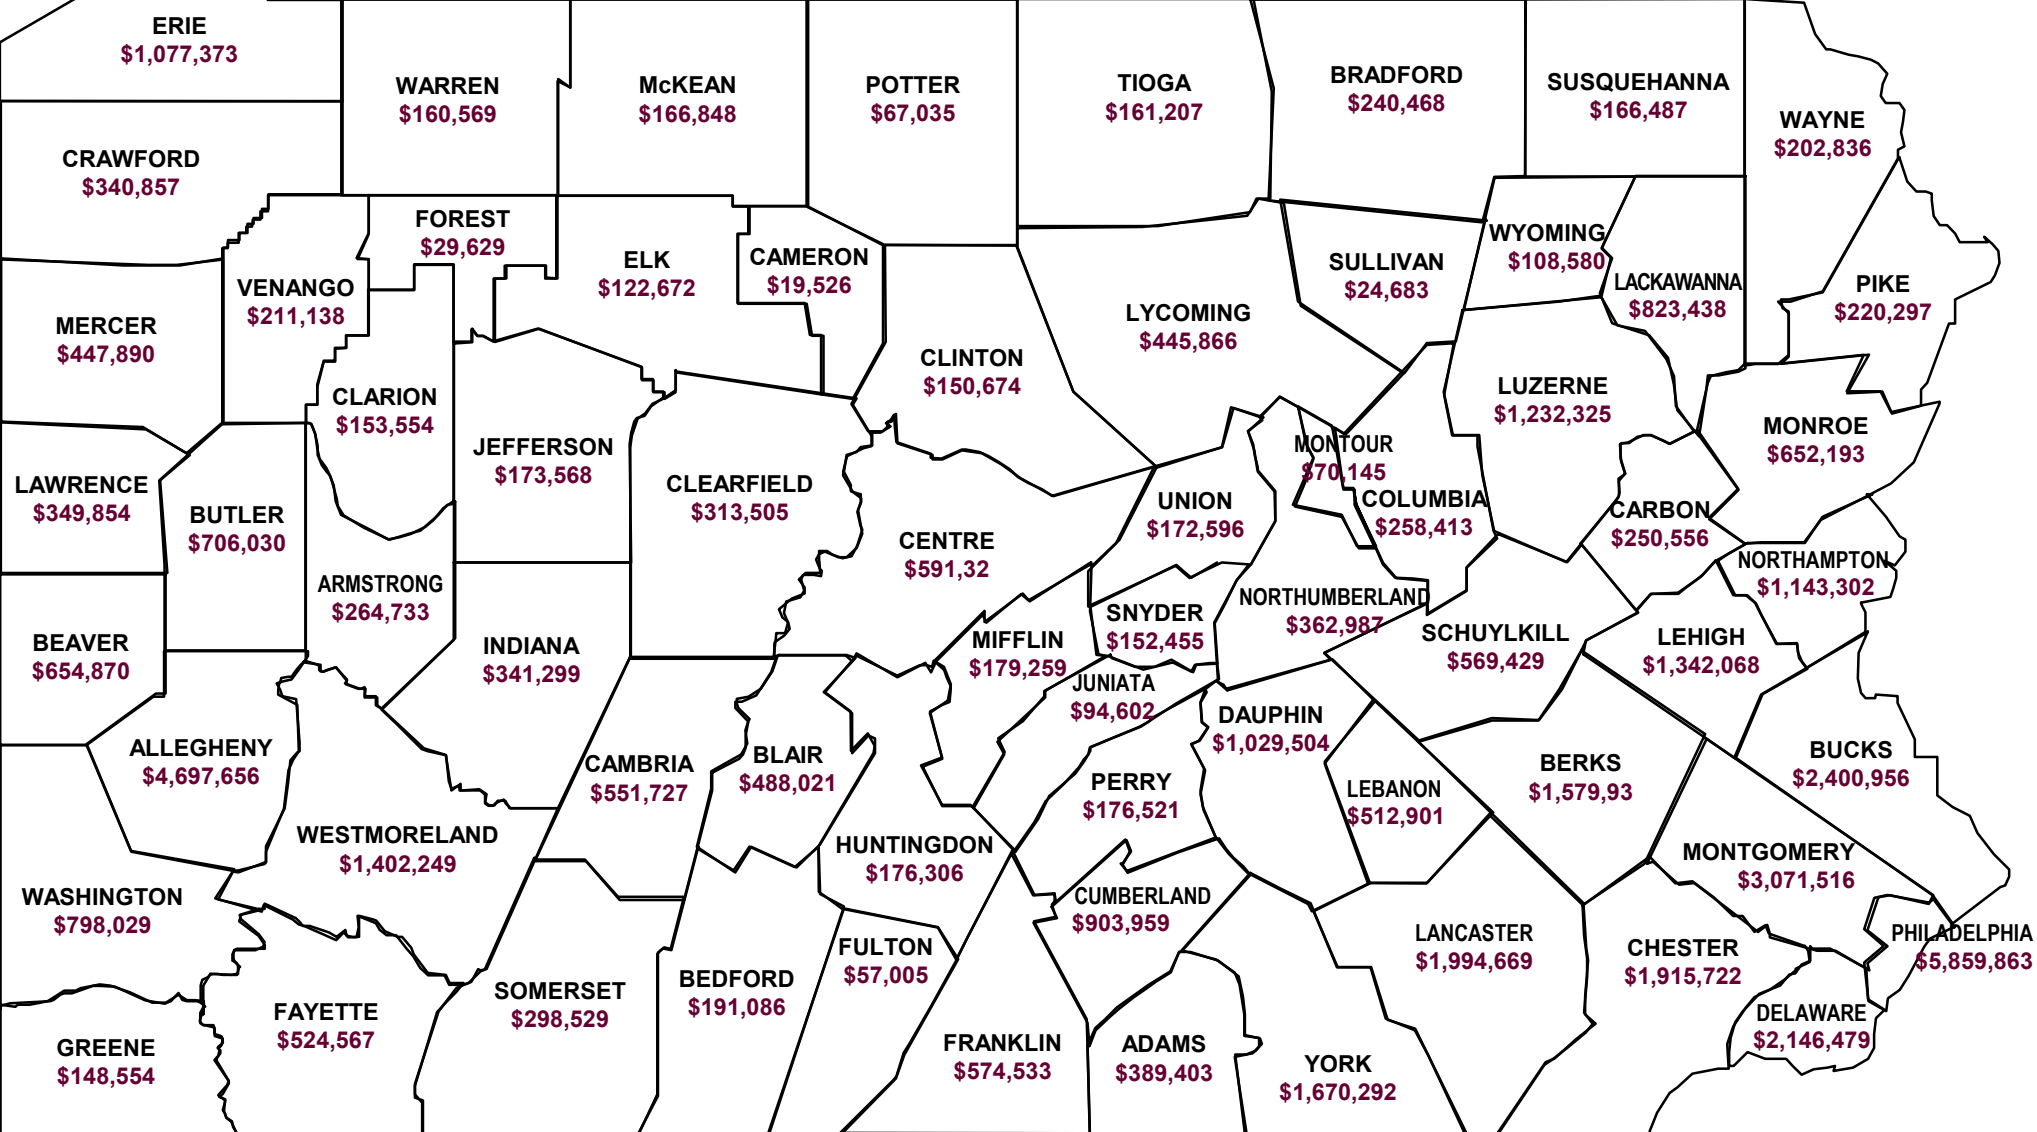 ERIE
$1,077,373
WARREN
$160,569
McKEAN
$166,848
POTTER
$67,035
TIOGA
$161,207
BRADFORD
$240,468
SUSQUEHANNA
$166,487
WAYNE
$202,836
CRAWFORD
$340,857
FOREST
$29,629
ELK
$122,672
CAMERON
$19,526
SULLIVAN
$24,683
WYOMING
$108,580
LACKAWANNA
$823,438
PIKE
$220,297
VENANGO
$211,138
MERCER
$447,890
LYCOMING
$445,866
CLINTON
$150,674
CLARION
$153,554
LUZERNE
$1,232,325
MONROE
$652,193
JEFFERSON
$173,568
MONTOUR
$70,145
LAWRENCE
$349,854
CLEARFIELD
$313,505
UNION
$172,596
COLUMBIA
$258,413
CARBON
$250,556
BUTLER
$706,030
CENTRE
$591,32
NORTHAMPTON
$1,143,302
ARMSTRONG
$264,733
NORTHUMBERLAND
$362,987
SNYDER
$152,455
BEAVER
$654,870
INDIANA
$341,299
MIFFLIN
$179,259
SCHUYLKILL
$569,429
LEHIGH
$1,342,068
JUNIATA
$94,602
DAUPHIN
$1,029,504
ALLEGHENY
$4,697,656
CAMBRIA
$551,727
BLAIR
$488,021
PERRY
$176,521
LEBANON
$512,901
BERKS
$1,579,93
BUCKS
$2,400,956
WESTMORELAND
$1,402,249
HUNTINGDON
$176,306
MONTGOMERY
$3,071,516
WASHINGTON
$798,029
CUMBERLAND
$903,959
FULTON
$57,005
LANCASTER
$1,994,669
CHESTER
$1,915,722
PHILADELPHIA
$5,859,863
BEDFORD
$191,086
SOMERSET
$298,529
FAYETTE
$524,567
DELAWARE
$2,146,479
GREENE
$148,554
FRANKLIN
$574,533
ADAMS
$389,403
YORK
$1,670,292